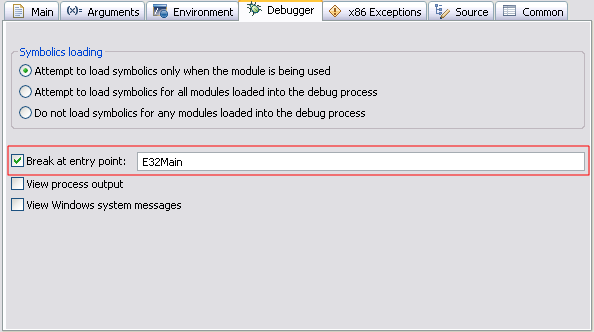 Main Arguments Environment Debugger x86 Exceptions Source Common
Symbolics loading
Attempt to load symbolics only when the module is being used
Attempt to load symbolics for all modules loaded into the debug process
Do not load symbolics for any modules loaded into the debug process
Break at entry point: E32Main
View process output
View Windows system messages